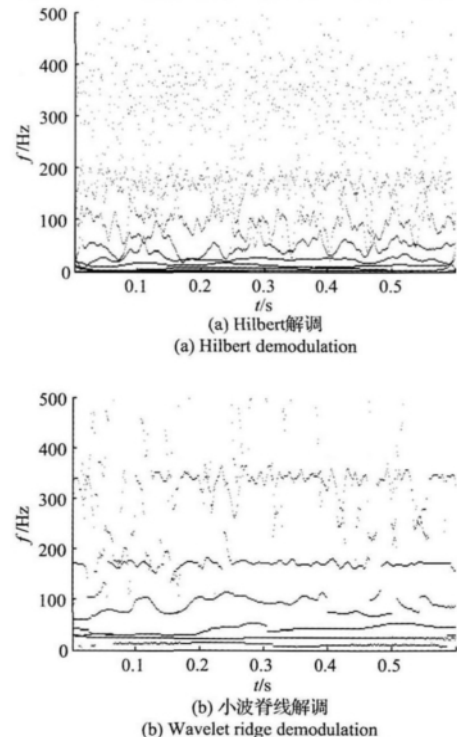 500
400
300
200
100
0
f/Hz
0.1 0.2 0.3 0.4 0.5
t/s
(a) Hilbert解调
(a) Hilbert demodulation
500
400
300
200
100
0
f/Hz
0.1 0.2 0.3 0.4 0.5
t/s
(b) 小波脊线解调
(b) Wavelet ridge demodulation